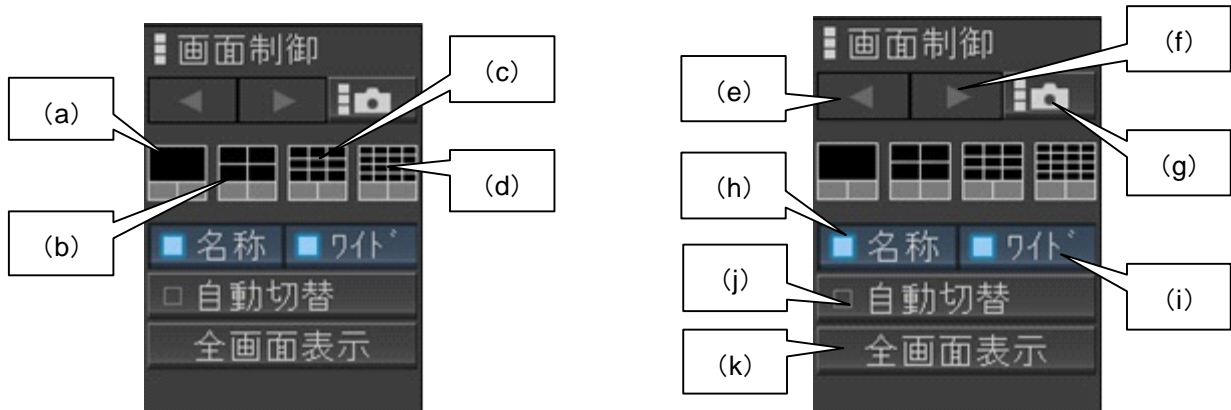 画面制御
(a)
(c)
(d)
(b)
名称
ワイド
自動切替
全画面表示
画面制御
(f)
(e)
(g)
(h)
名称
ワイド
(j)
自動切替
(i)
(k)
全画面表示